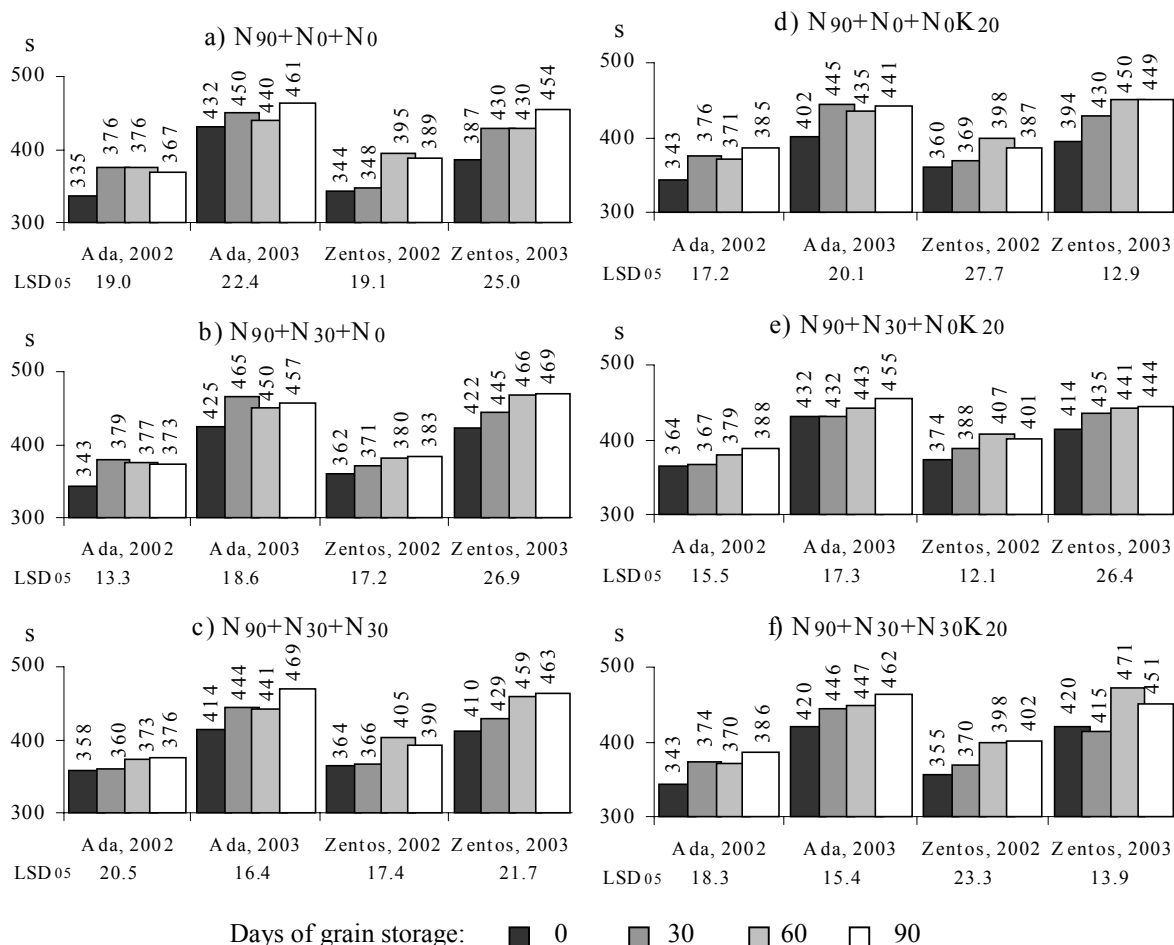 a) N90+N0+N0
s
500
400
300
335 376 376 367
432 450 440 461
344 348 395 389
387 430 430 454
Ada, 2002 Ada, 2003 Zentos, 2002 Zentos, 2003
LSD05 19.0 22.4 19.1 25.0
b) N90+N30+N0
s
500
400
300
343 379 377 373
425 465 450 457
362 371 380 383
422 445 466 469
Ada, 2002 Ada, 2003 Zentos, 2002 Zentos, 2003
LSD05 13.3 18.6 17.2 26.9
c) N90+N30+N30
s
500
400
300
358 360 373 376
414 444 441 469
364 366 405 390
410 429 459 463
Ada, 2002 Ada, 2003 Zentos, 2002 Zentos, 2003
LSD05 20.5 16.4 17.4 21.7
d) N90+N0+N0K20
s
500
400
300
343 376 371 385
402 445 435 441
360 369 398 387
394 430 450 449
Ada, 2002 Ada, 2003 Zentos, 2002 Zentos, 2003
LSD05 17.2 20.1 27.7 12.9
e) N90+N30+N0K20
s
500
400
300
364 367 379 388
432 432 443 455
374 388 407 401
414 435 441 444
Ada, 2002 Ada, 2003 Zentos, 2002 Zentos, 2003
LSD05 15.5 17.3 12.1 26.4
f) N90+N30+N30K20
s
500
400
300
343 374 370 386
420 446 447 462
355 370 398 402
420 415 471 451
Ada, 2002 Ada, 2003 Zentos, 2002 Zentos, 2003
LSD05 18.3 15.4 23.3 13.9
Days of grain storage: 0 30 60 90